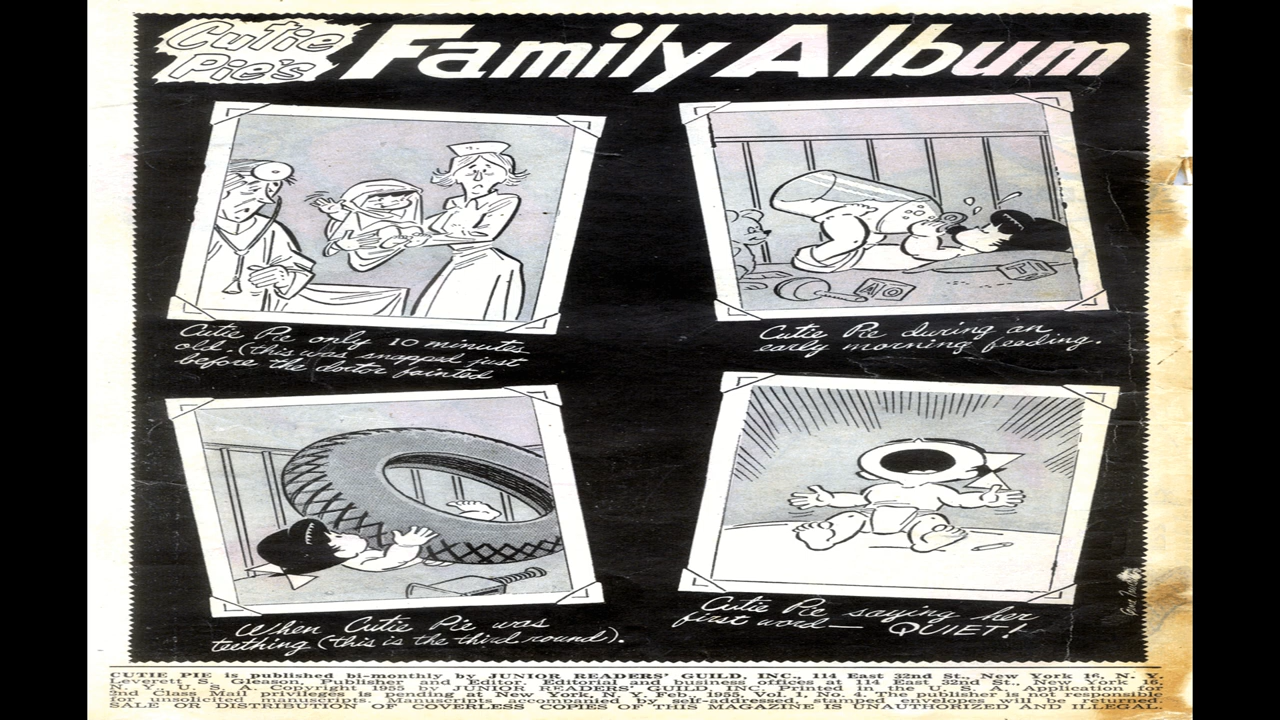 Cutie
Pie's
Family Album
Cutie Pie only 10 minutes
old. (this was snapped just
before the doctor fainted
Cutie Pie during an
early morning feeding.
A O
T I
When Cutie Pie was
teething (this is the third round).
Cutie Pie saying her
first word— QUIET!
CUTIE PIE is published bi-monthly by JUNIOR READERS' GUILD, INC., 114 East 32nd St., New York 16, N. Y.
Leverett S. Gleason, Publisher and Editor. Editorial and business offices at 114 East 32nd St., New York 16,
N. Y., U. S. A. Copyright 1955 by JUNIOR READERS' GUILD, INC. Printed in the U. S. A. Application for
2nd Class Mail privileges is pending at New York, N. Y. Feb., 1955, Vol. 1, No. 4. The publisher is not responsible
for unsolicited manuscripts. Manuscripts accompanied by self-addressed, stamped envelopes will be returned.
SALE OR DISTRIBUTION OF COVERLESS COPIES OF THIS MAGAZINE IS UNAUTHORIZED AND ILLEGAL.